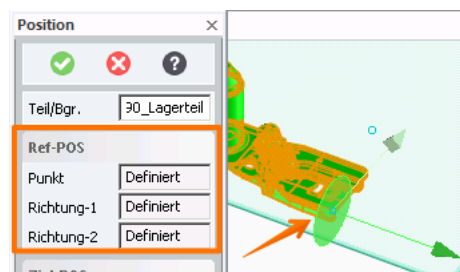 Position
Teil/Bgr. 90_Lagerteil
Ref-POS
Punkt Definiert
Richtung-1 Definiert
Richtung-2 Definiert